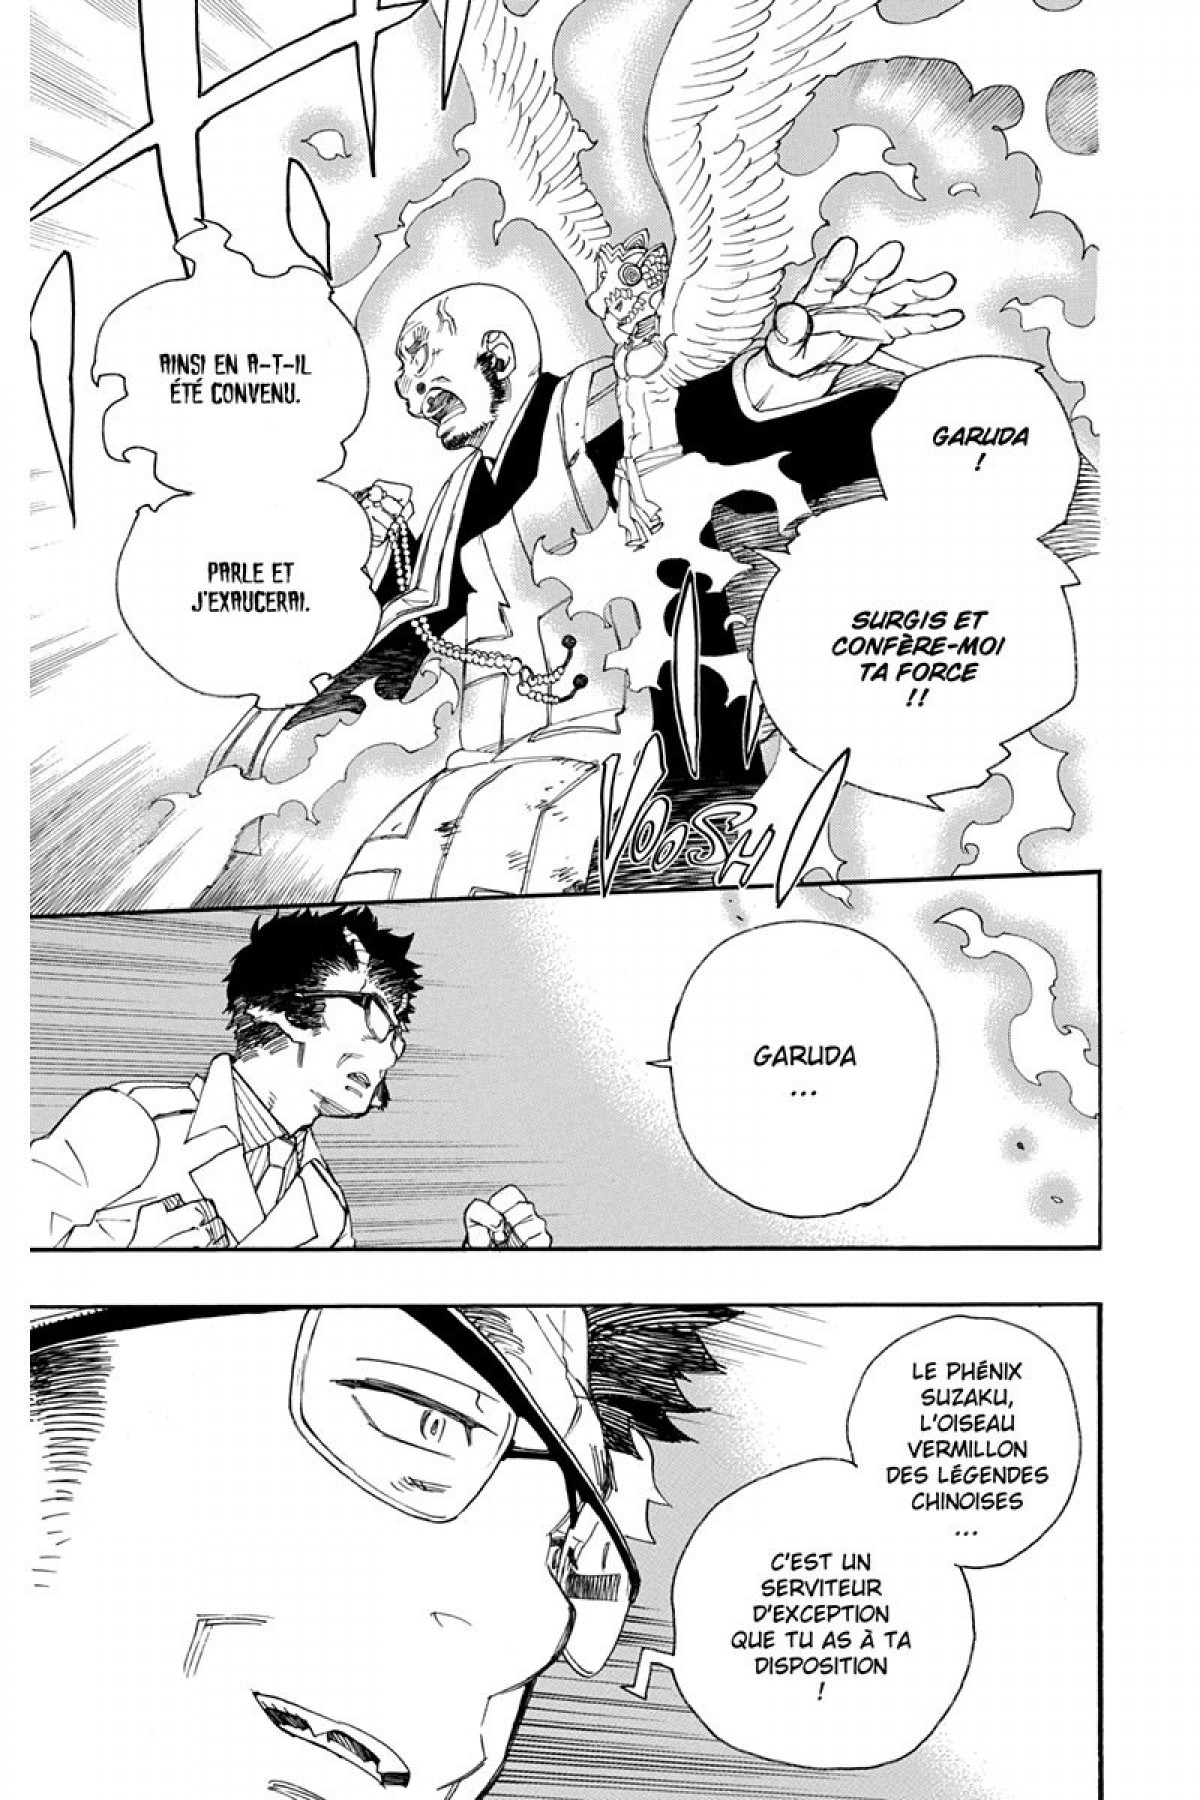 GARUDA
!
SURGIS ET
CONFÈRE-MOI
TA FORCE
!!
AINSI EN A-T-IL
ÉTÉ CONVENU.
PARLE ET
J'EXAUCERAI.
VOOSH
GARUDA
...
LE PHÉNIX
SUZAKU,
L'OISEAU
VERMILLON
DES LÉGENDES
CHINOISES
...
C'EST UN
SERVITEUR
D'EXCEPTION
QUE TU AS À TA
DISPOSITION
!